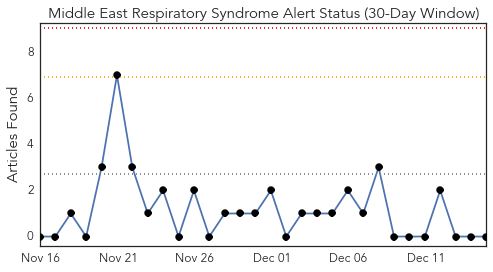 Middle East Respiratory Syndrome Alert Status (30-Day Window)
Articles Found
8
6
4
2
0
Nov 16 Nov 21 Nov 26 Dec 01 Dec 06 Dec 11